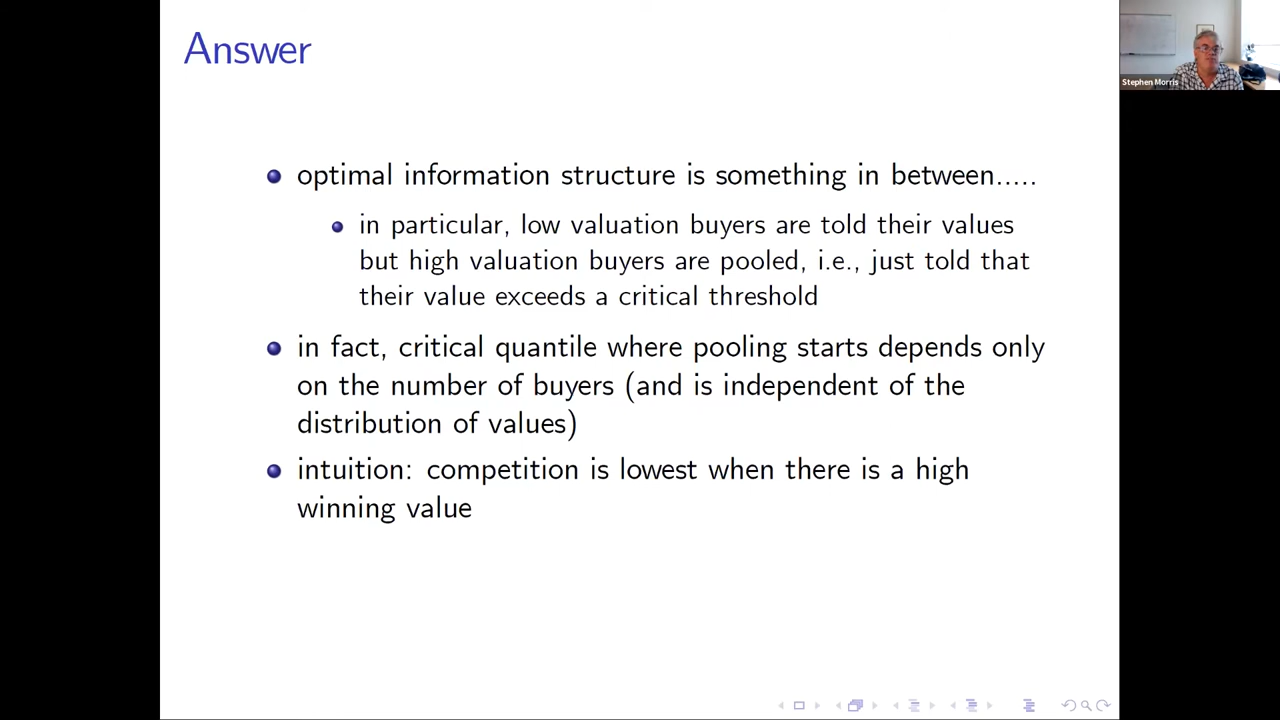 Answer
optimal information structure is something in between.....
in particular, low valuation buyers are told their values
but high valuation buyers are pooled, i.e., just told that
their value exceeds a critical threshold
in fact, critical quantile where pooling starts depends only
on the number of buyers (and is independent of the
distribution of values)
intuition: competition is lowest when there is a high
winning value
Stephen Morris